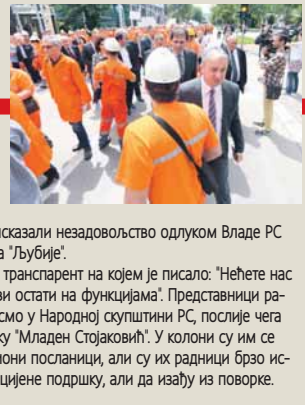 исказали незадовољство одлуком Владе РС
а "Љубије".
транспарент на којем је писало: "Нећете нас
ви остати на функцијама". Представници ра-
смо у Народној скупштини РС, послије чега
ку "Младен Стојаковић". У колони су им се
иони посланици, али су их радници брзо ис-
цијене подршку, али да изађу из поворке.